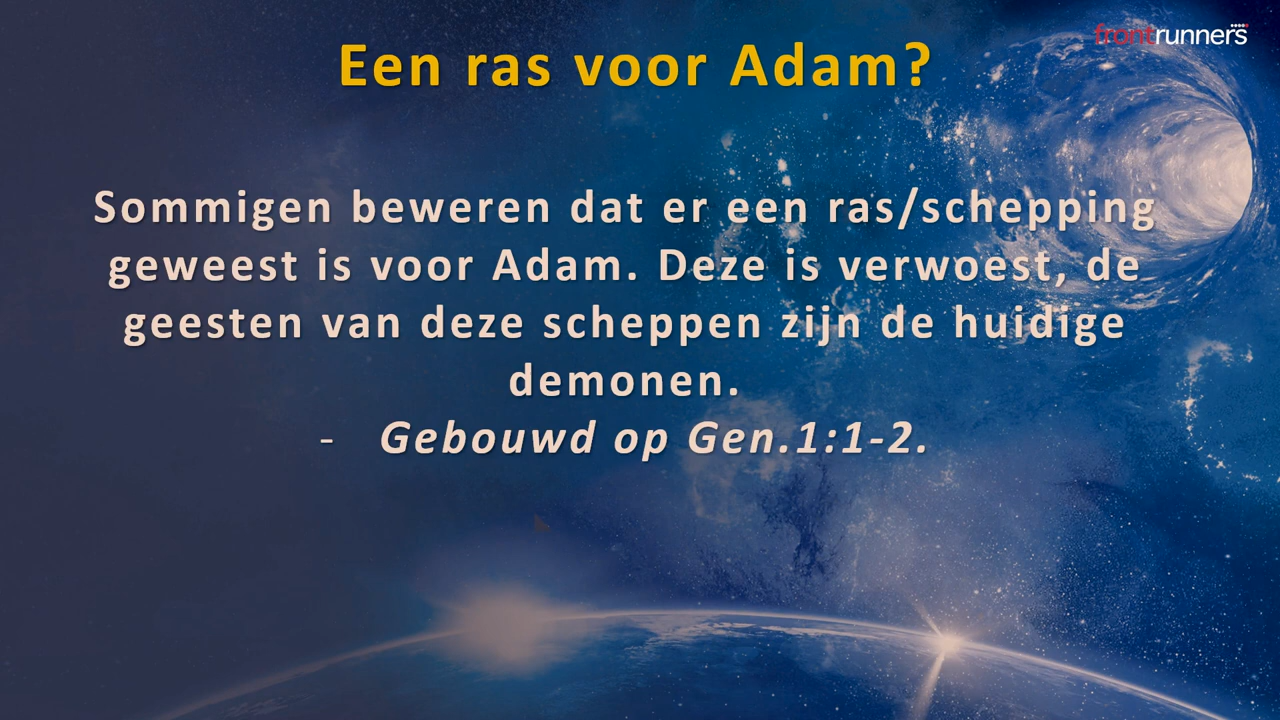 frontrunners
Een ras voor Adam?
Sommigen beweren dat er een ras/schepping
geweest is voor Adam. Deze is verwoest, de
geesten van deze scheppen zijn de huidige
demonen.
- Gebouwd op Gen.1:1-2.